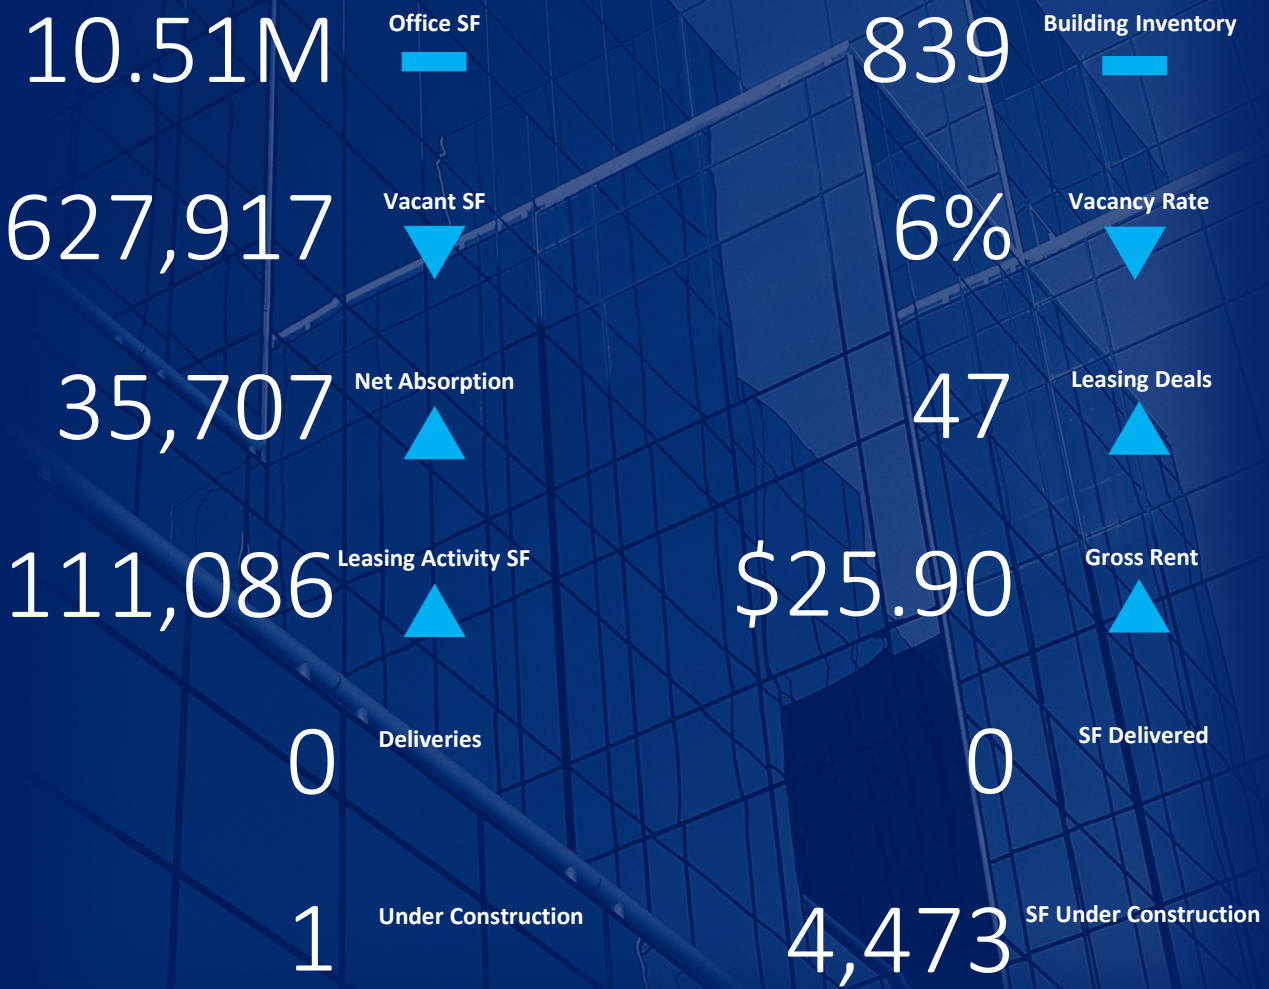 10.51M
Office SF
839
Building Inventory
627,917
Vacant SF
6%
Vacancy Rate
35,707
Net Absorption
47
Leasing Deals
111,086
Leasing Activity SF
$25.90
Gross Rent
0
Deliveries
0
SF Delivered
1
Under Construction
4,473
SF Under Construction